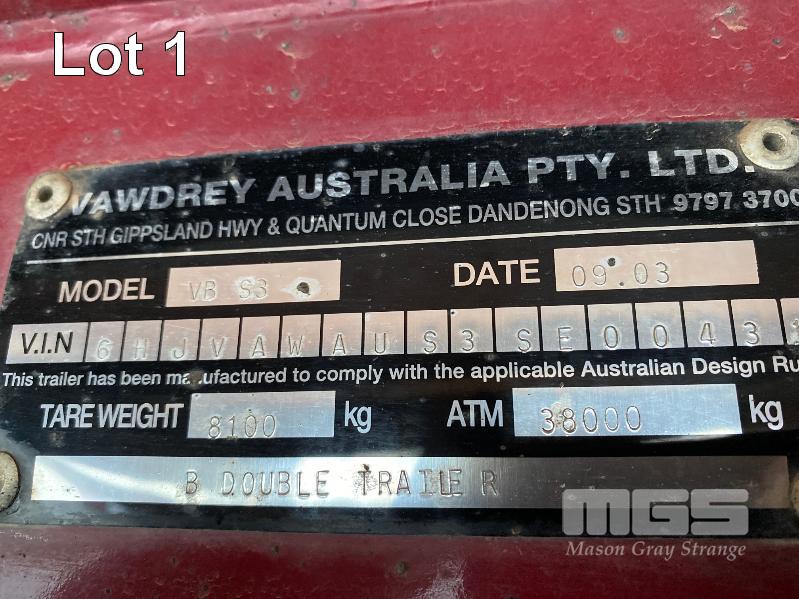 Lot 1
VAWDREY AUSTRALIA PTY. LTD.
CNR STH GIPPSLAND HWY & QUANTUM CLOSE DANDENONG STH 9797 3700
MODEL VB S3 DATE 09.03
V.I.N 6HJVAWAUS3SE0043
This trailer has been manufactured to comply with the applicable Australian Design Ru
TARE WEIGHT 8100 kg ATM 38000 kg
B DOUBLE TRAILER
MGS
Mason Gray Strange